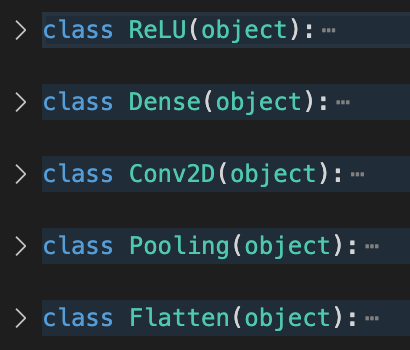 class ReLU(object):…
class Dense(object):…
class Conv2D(object):…
class Pooling(object):…
class Flatten(object):…